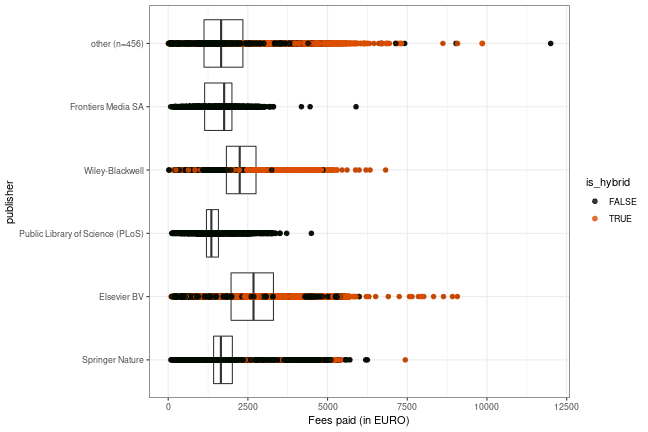 publisher
other (n=456)
Frontiers Media SA
Wiley-Blackwell
Public Library of Science (PLoS)
Elsevier BV
Springer Nature
0 2500 5000 7500 10000 12500
Fees paid (in EURO)
is_hybrid
FALSE
TRUE